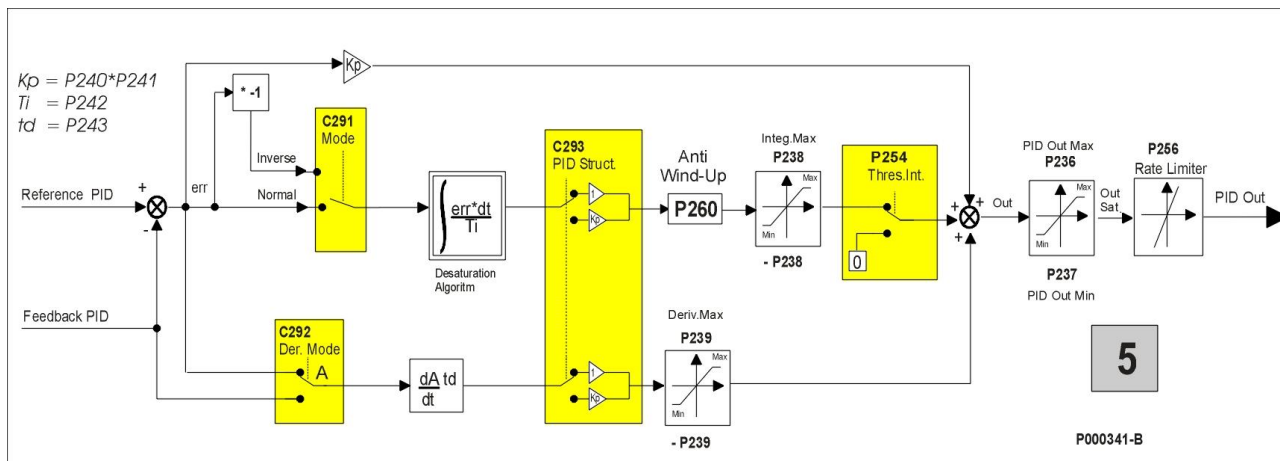 Kp = P240*P241
Ti = P242
td = P243
Kp
* -1
C291
Mode
Inverse
Normal
Reference PID
+
-
err
Feedback PID
C292
Der. Mode
A
∫ err*dt
Ti
Desaturation
Algoritm
dA td
dt
C293
PID Struct.
1
Kp
1
Kp
Anti
Wind-Up
P260
Integ.Max
P238
Max
Min
- P238
P254
Thres.Int.
0
Deriv.Max
P239
Max
Min
- P239
+
+
+
Out
PID Out Max
P236
Max
Min
P237
PID Out Min
Out
Sat
P256
Rate Limiter
PID Out
5
P000341-B